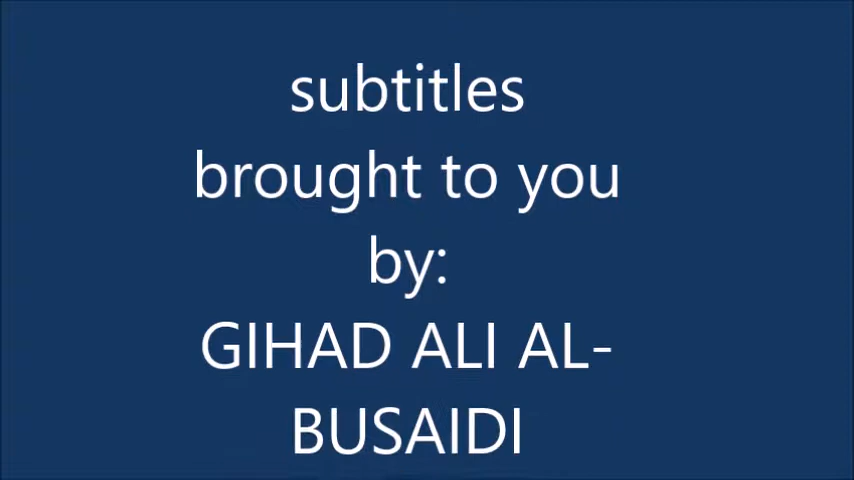 subtitles
brought to you
by:
GIHAD ALI AL-
BUSAIDI